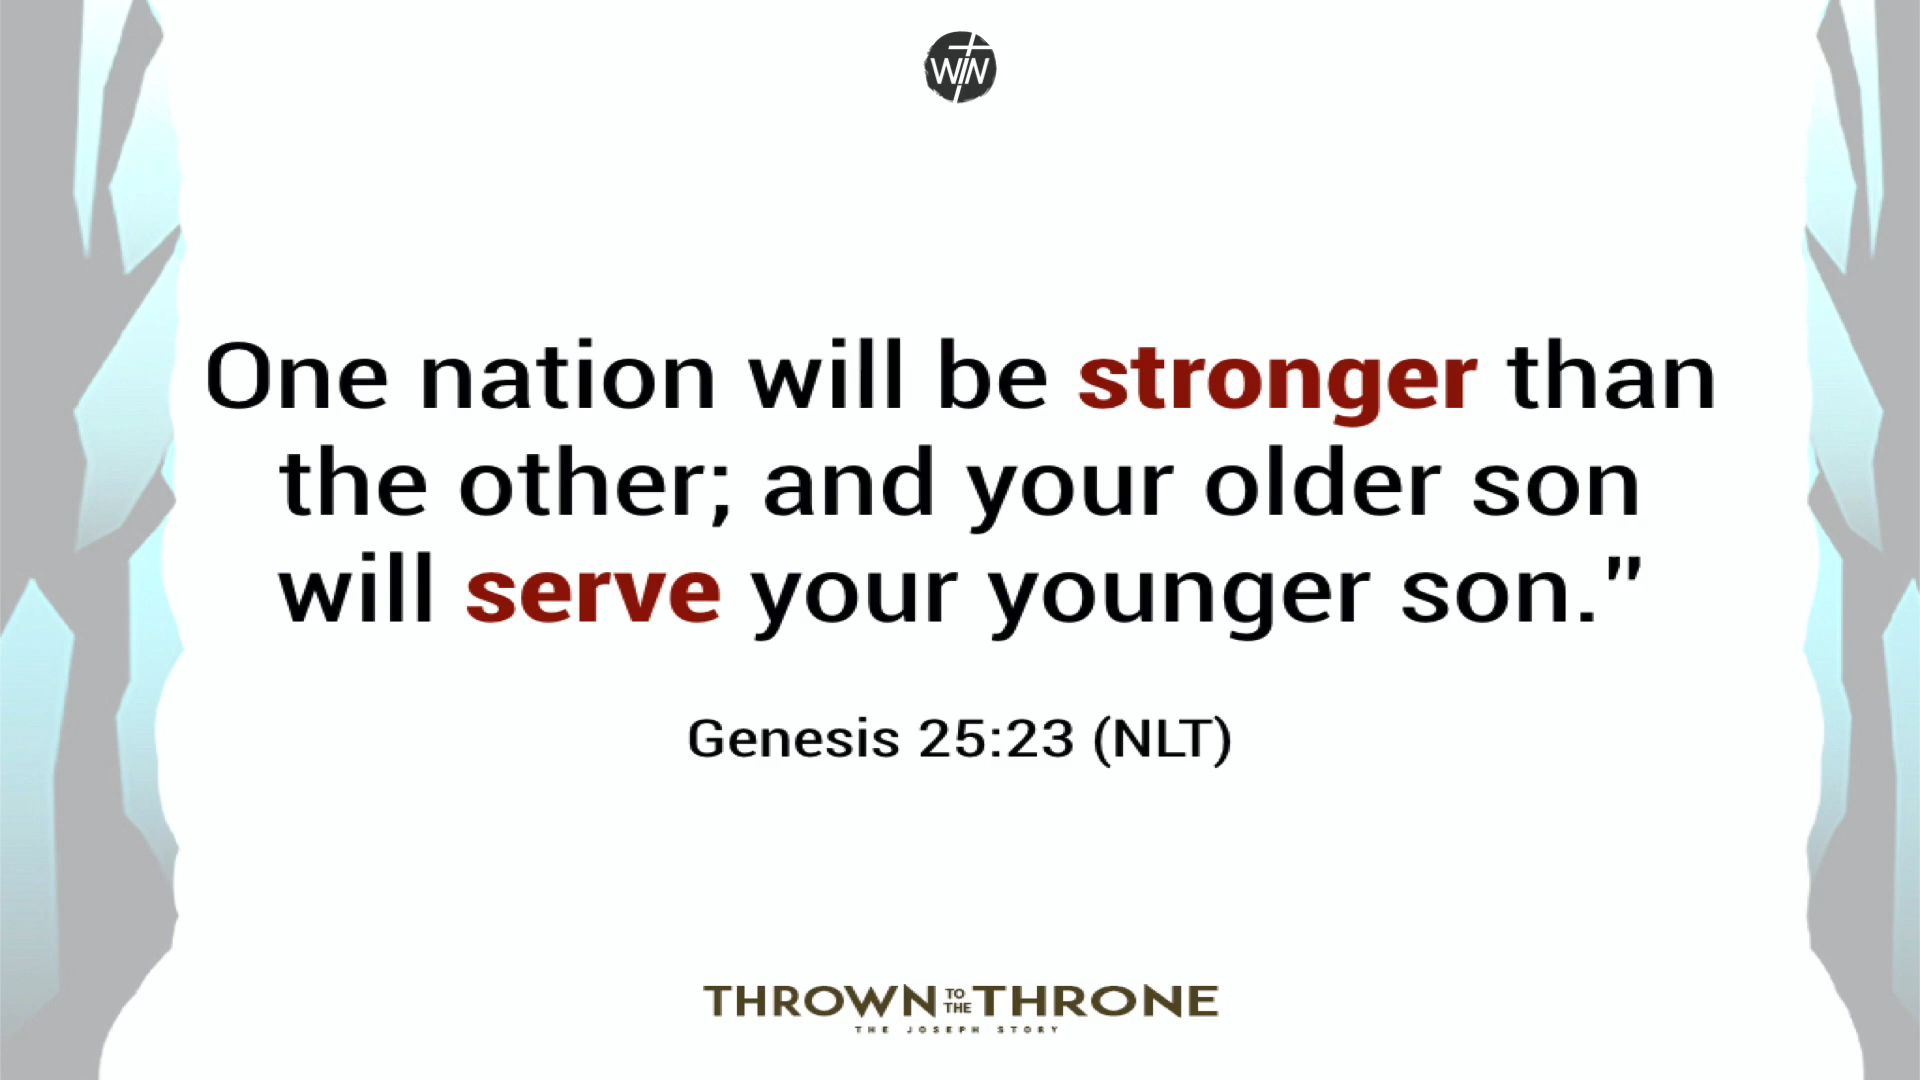 WIN
One nation will be stronger than
the other; and your older son
will serve your younger son."
Genesis 25:23 (NLT)
THROWN TO THE THRONE
THE JOSEPH STORY